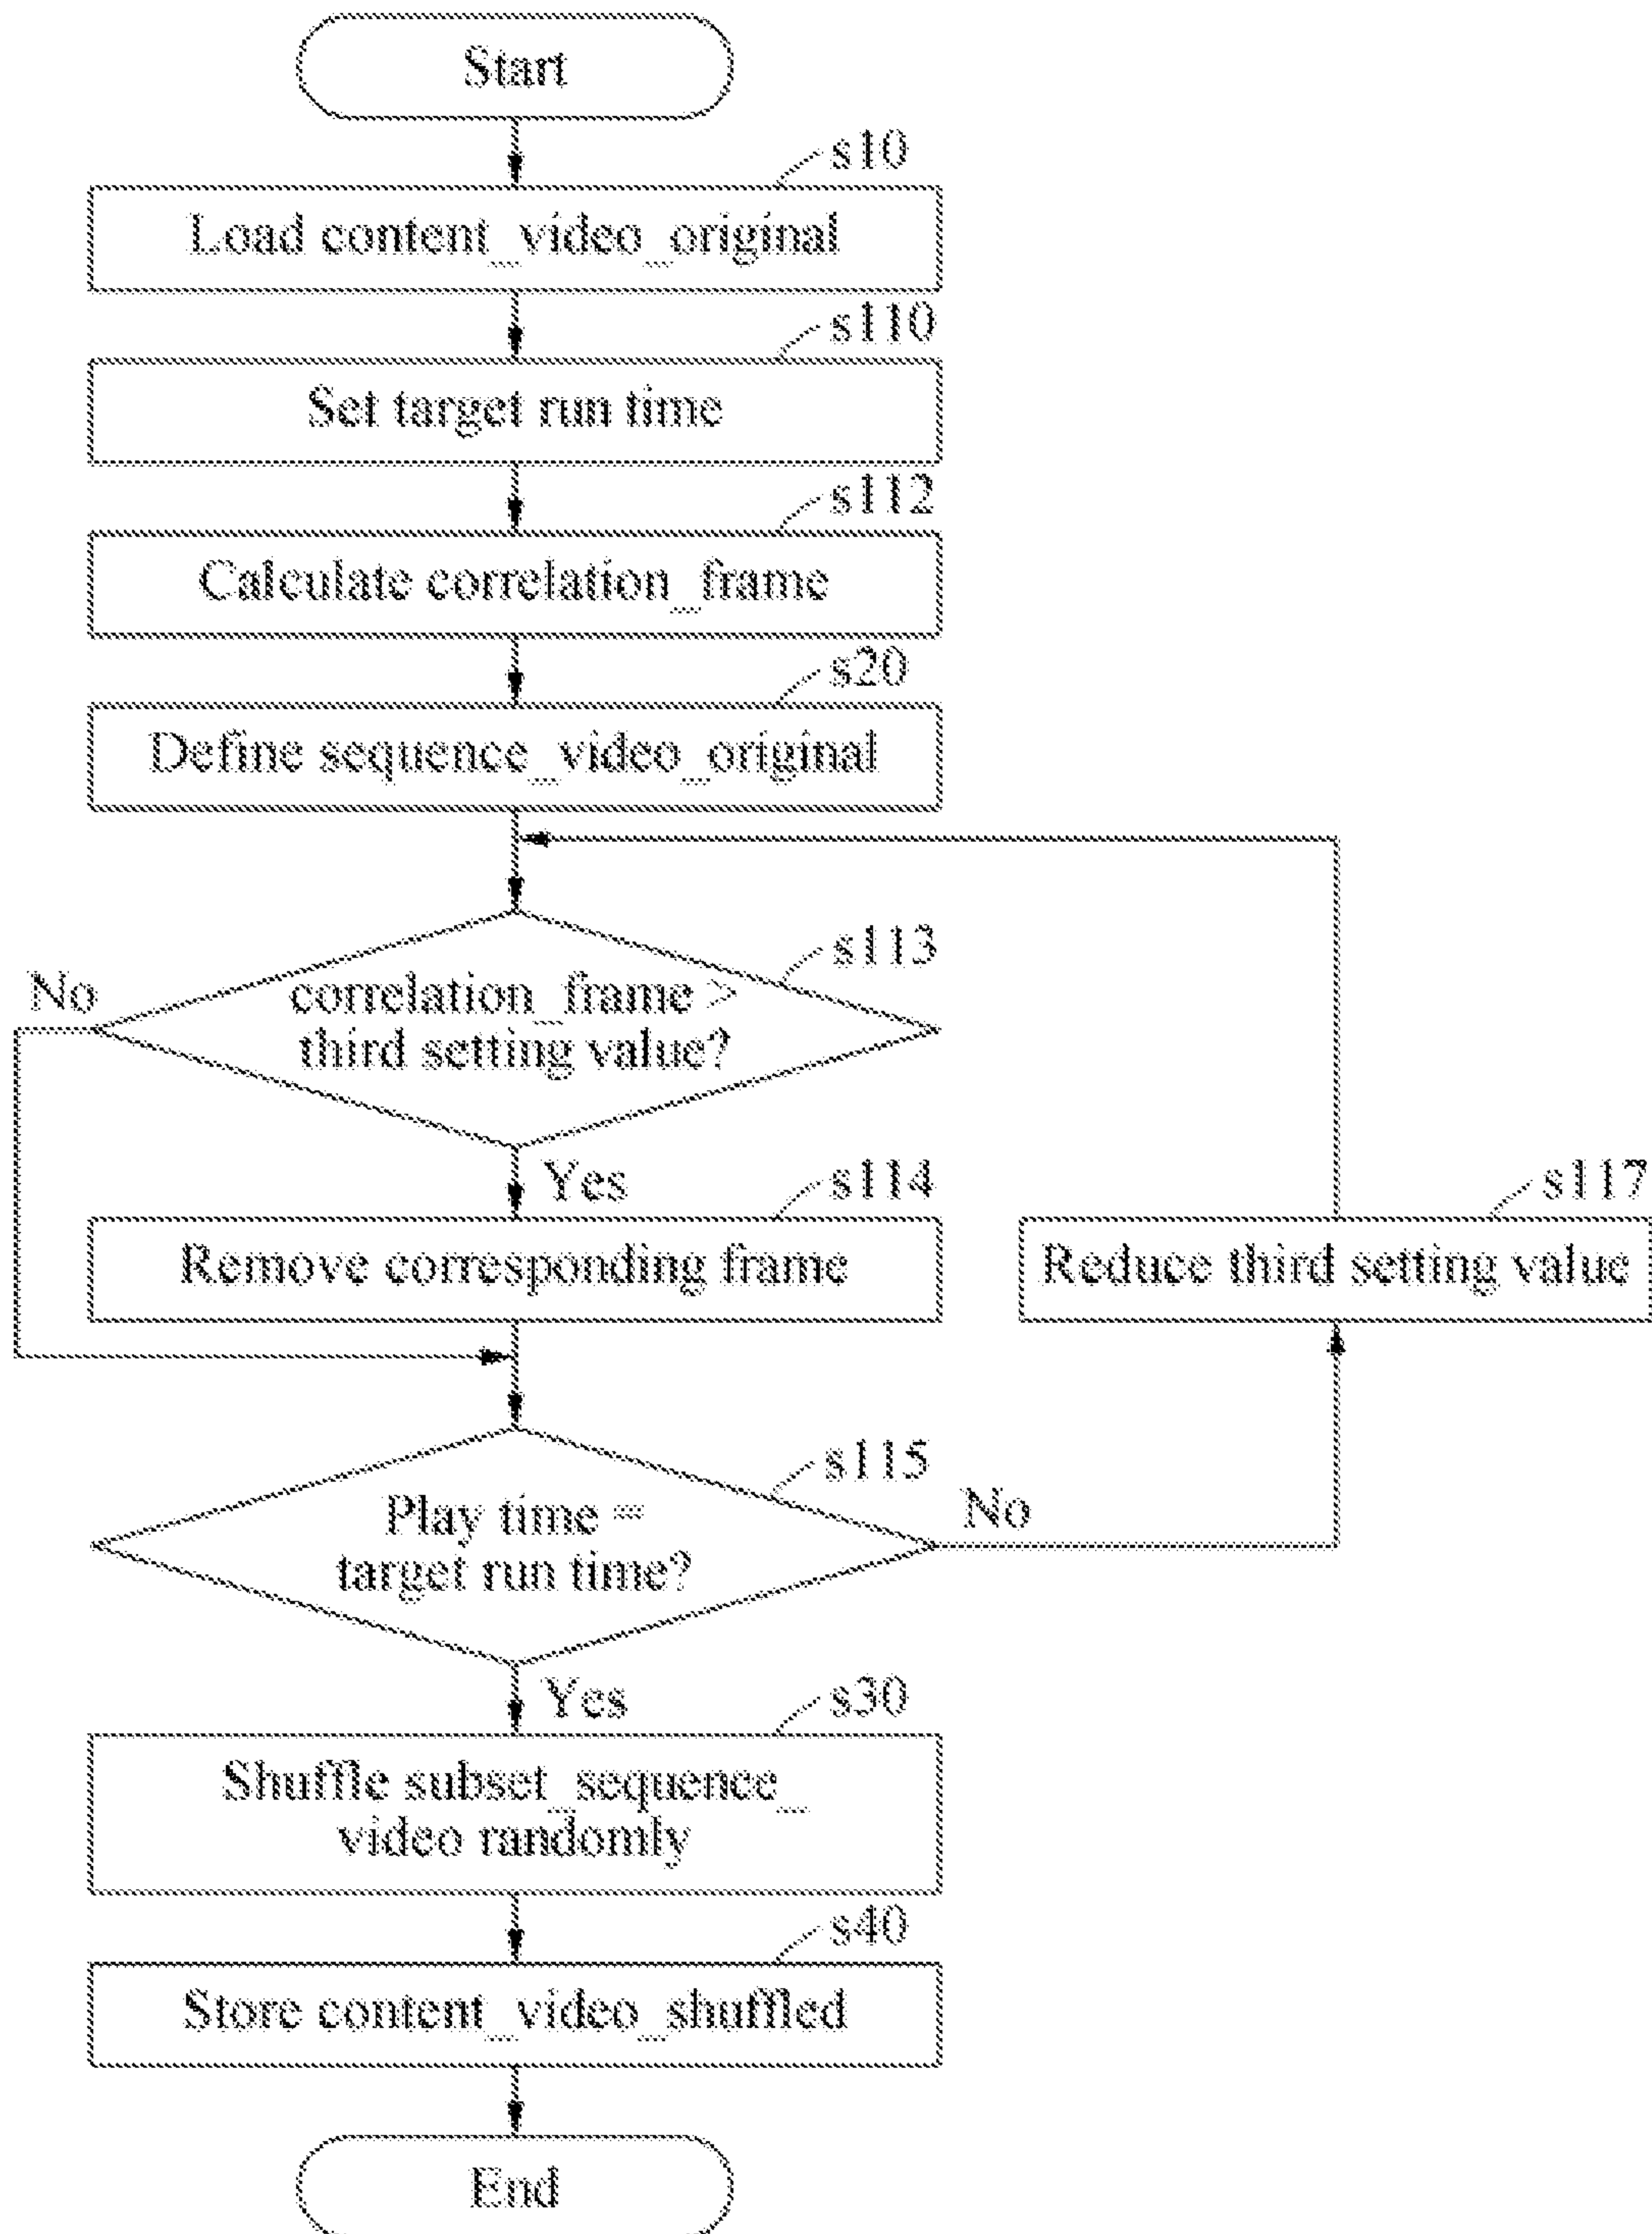 Start
s10
Load content_video_original
s110
Set target run time
s112
Calculate correlation_frame
s20
Define sequence_video_original
s113
No
correlation_frame >
third setting value?
Yes
s114
Remove corresponding frame
s117
Reduce third setting value
s115
Play time =
target run time?
No
Yes
s30
Shuffle subset_sequence_
video randomly
s40
Store content_video_shuffled
End